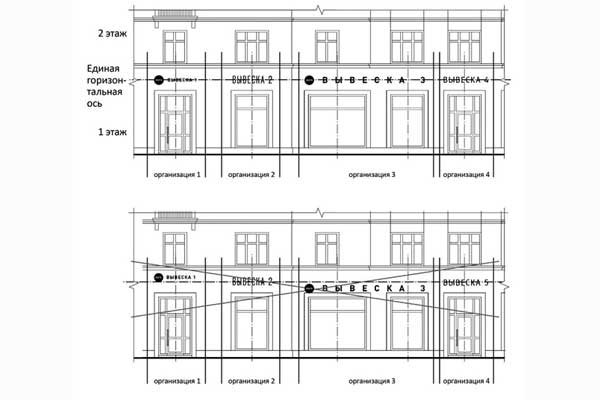 2 этаж
Единая
горизон-
тальная
ось
1 этаж
ВЫВЕСКА 1
ВЫВЕСКА 2
ВЫВЕСКА 3
ВЫВЕСКА 4
организация 1
организация 2
организация 3
организация 4
ВЫВЕСКА 1
ВЫВЕСКА 2
ВЫВЕСКА 3
ВЫВЕСКА 5
организация 1
организация 2
организация 3
организация 4